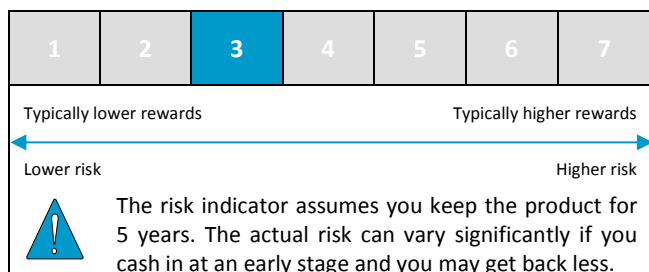 1 2 3 4 5 6 7
Typically lower rewards Typically higher rewards
Lower risk Higher risk
The risk indicator assumes you keep the product for
5 years. The actual risk can vary significantly if you
cash in at an early stage and you may get back less.